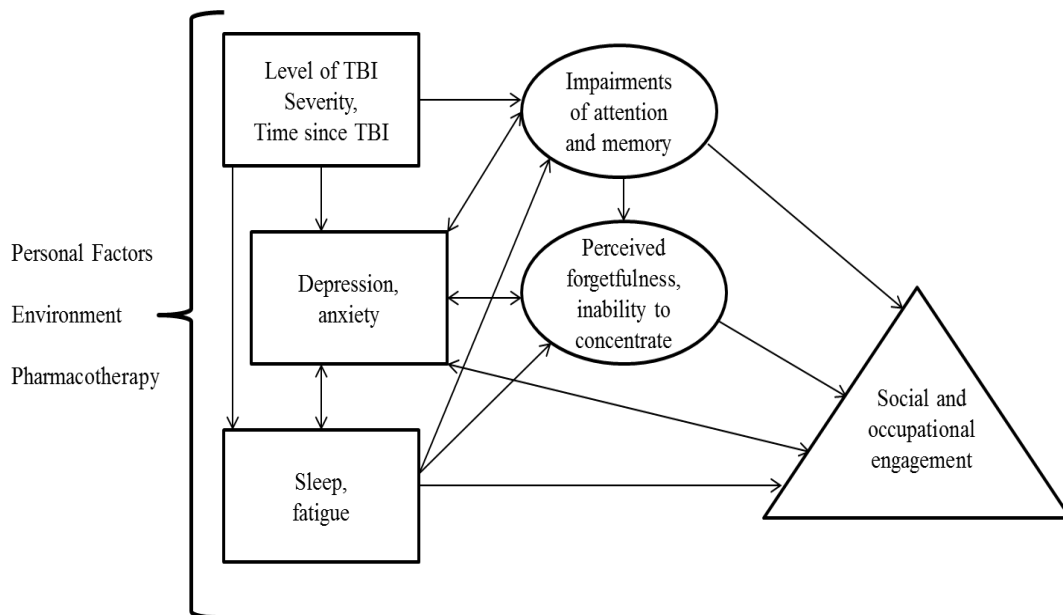 Personal Factors
Environment
Pharmacotherapy
Level of TBI
Severity,
Time since TBI
Depression,
anxiety
Sleep,
fatigue
Impairments
of attention
and memory
Perceived
forgetfulness,
inability to
concentrate
Social and
occupational
engagement